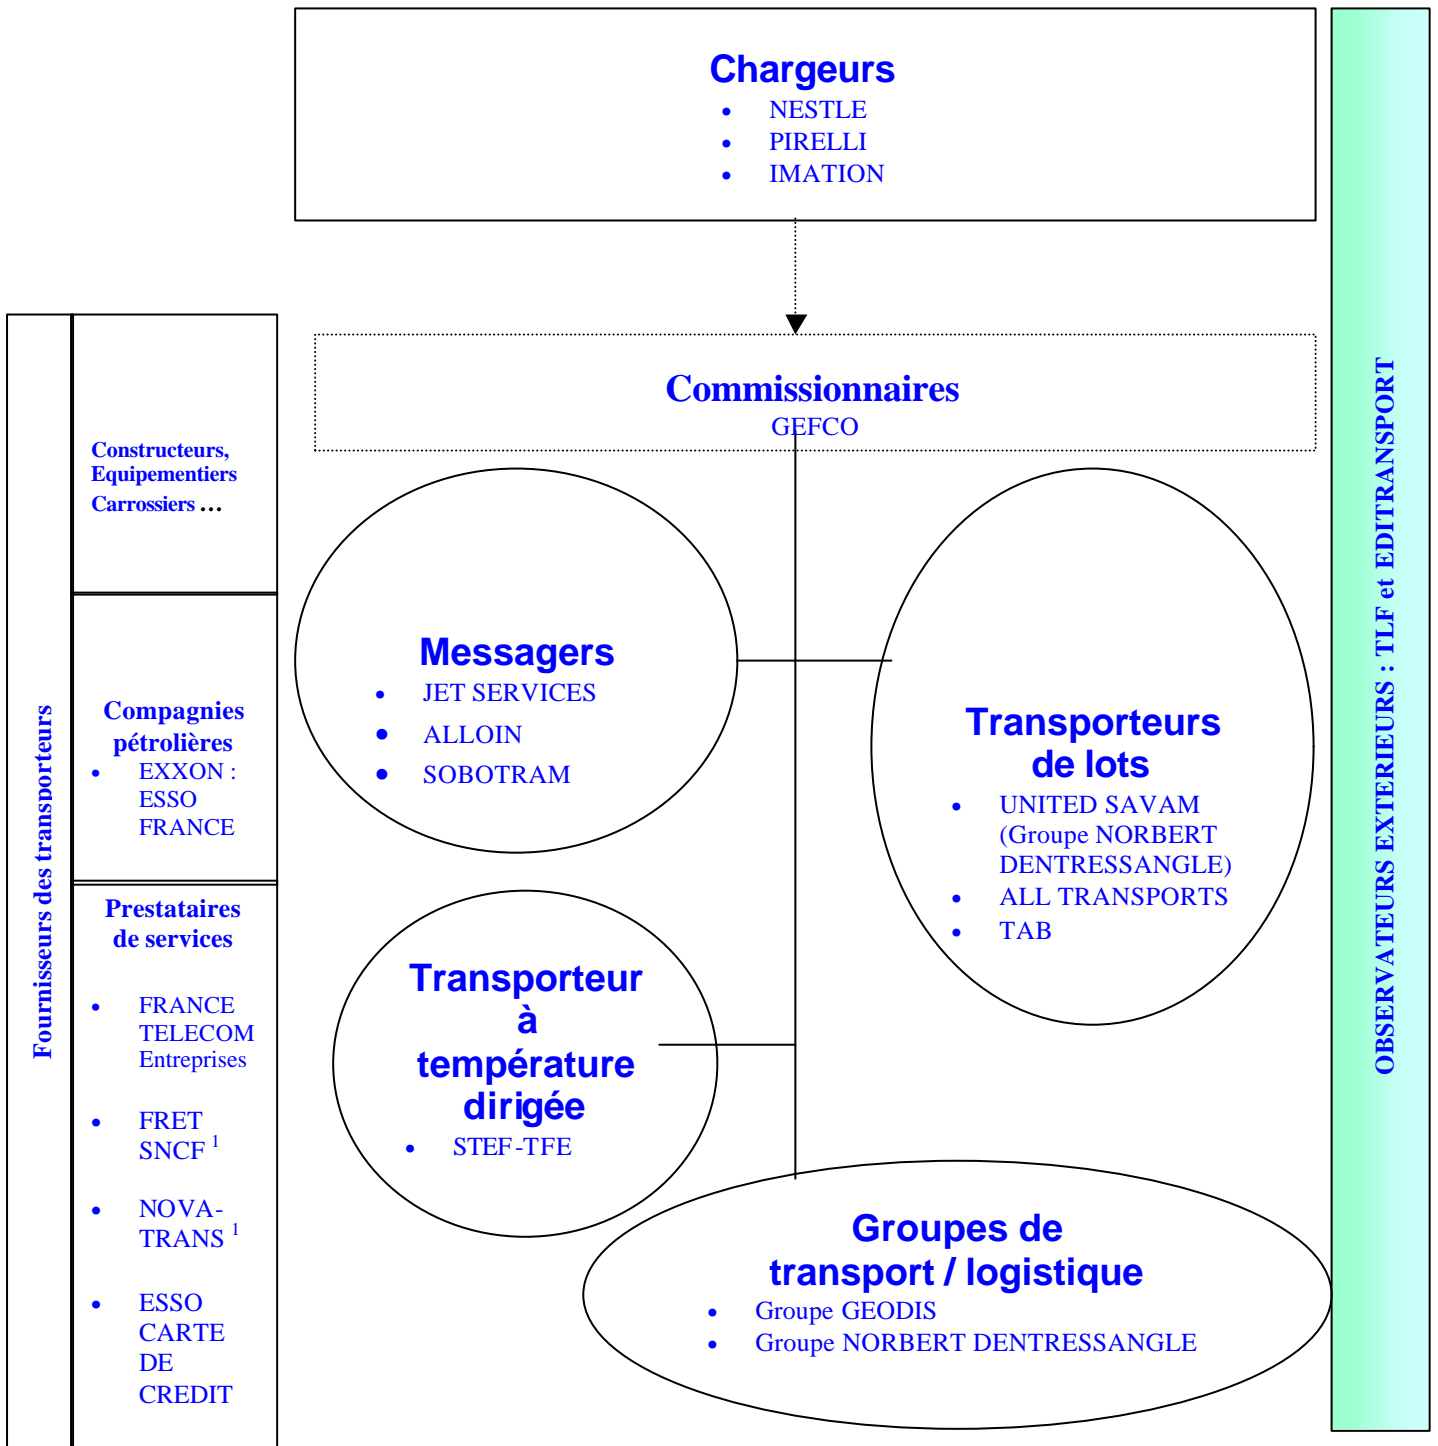 Chargeurs
• NESTLE
• PIRELLI
• IMATION
Commissionnaires
GEFCO
Fournisseurs des transporteurs
Constructeurs,
Equipementiers
Carrossiers ...
Compagnies
pétrolières
• EXXON :
ESSO
FRANCE
Prestataires
de services
• FRANCE
TELECOM
Entreprises
• FRET
SNCF 1
• NOVA-
TRANS 1
• ESSO
CARTE
DE
CREDIT
Messagers
• JET SERVICES
• ALLOIN
• SOBOTRAM
Transporteurs
de lots
• UNITED SAVAM
(Groupe NORBERT
DENTRESSANGLE)
• ALL TRANSPORTS
• TAB
Transporteur
à
température
dirigée
• STEF-TFE
Groupes de
transport / logistique
• Groupe GEODIS
• Groupe NORBERT DENTRESSANGLE
OBSERVATEURS EXTERIEURS : TLF et EDITRANSPORT